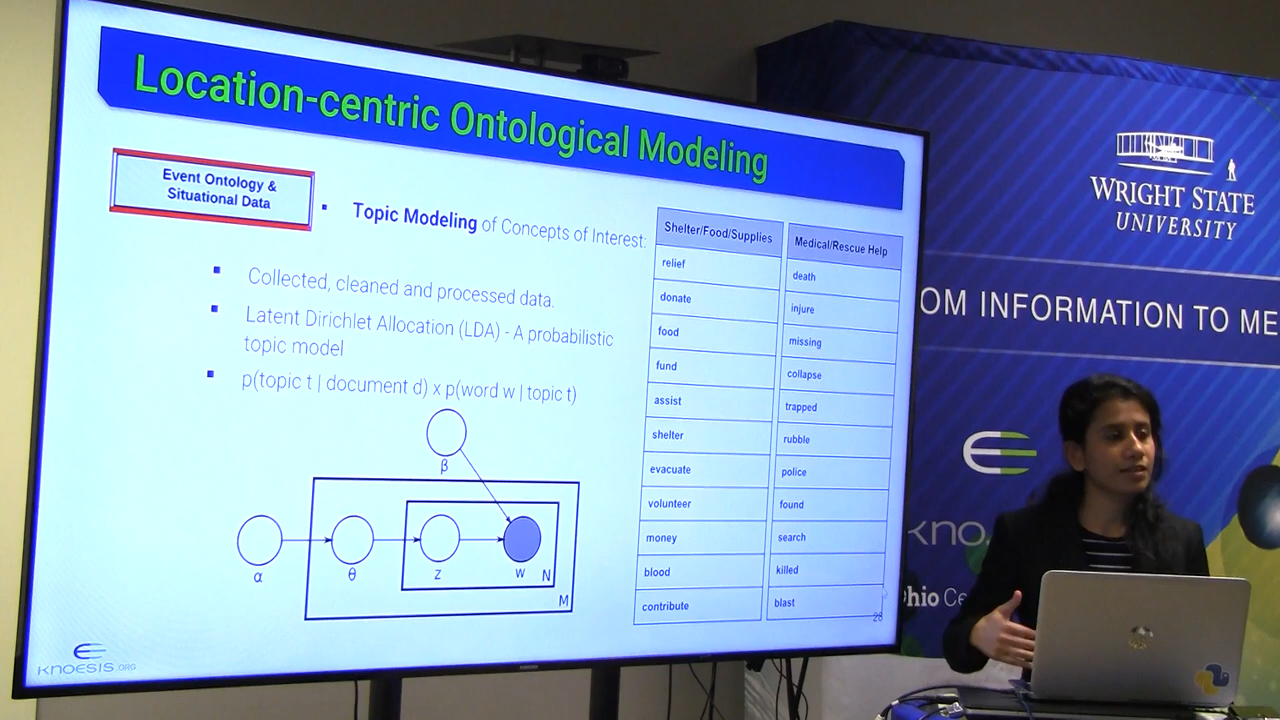 Location-centric Ontological Modeling
Event Ontology &
Situational Data
Topic Modeling of Concepts of Interest:
Collected, cleaned and processed data.
Latent Dirichlet Allocation (LDA) - A probabilistic
topic model
p(topic t | document d) x p(word w | topic t)
β
α
θ
z
w
N
M
Shelter/Food/Supplies
relief
donate
food
fund
assist
shelter
evacuate
volunteer
money
blood
contribute
Medical/Rescue Help
death
injure
missing
collapse
trapped
rubble
police
found
search
killed
blast
28
KNOESIS.ORG
SAMSUNG
WRIGHT STATE
UNIVERSITY
OM INFORMATION TO ME
KNO.
hio Ce